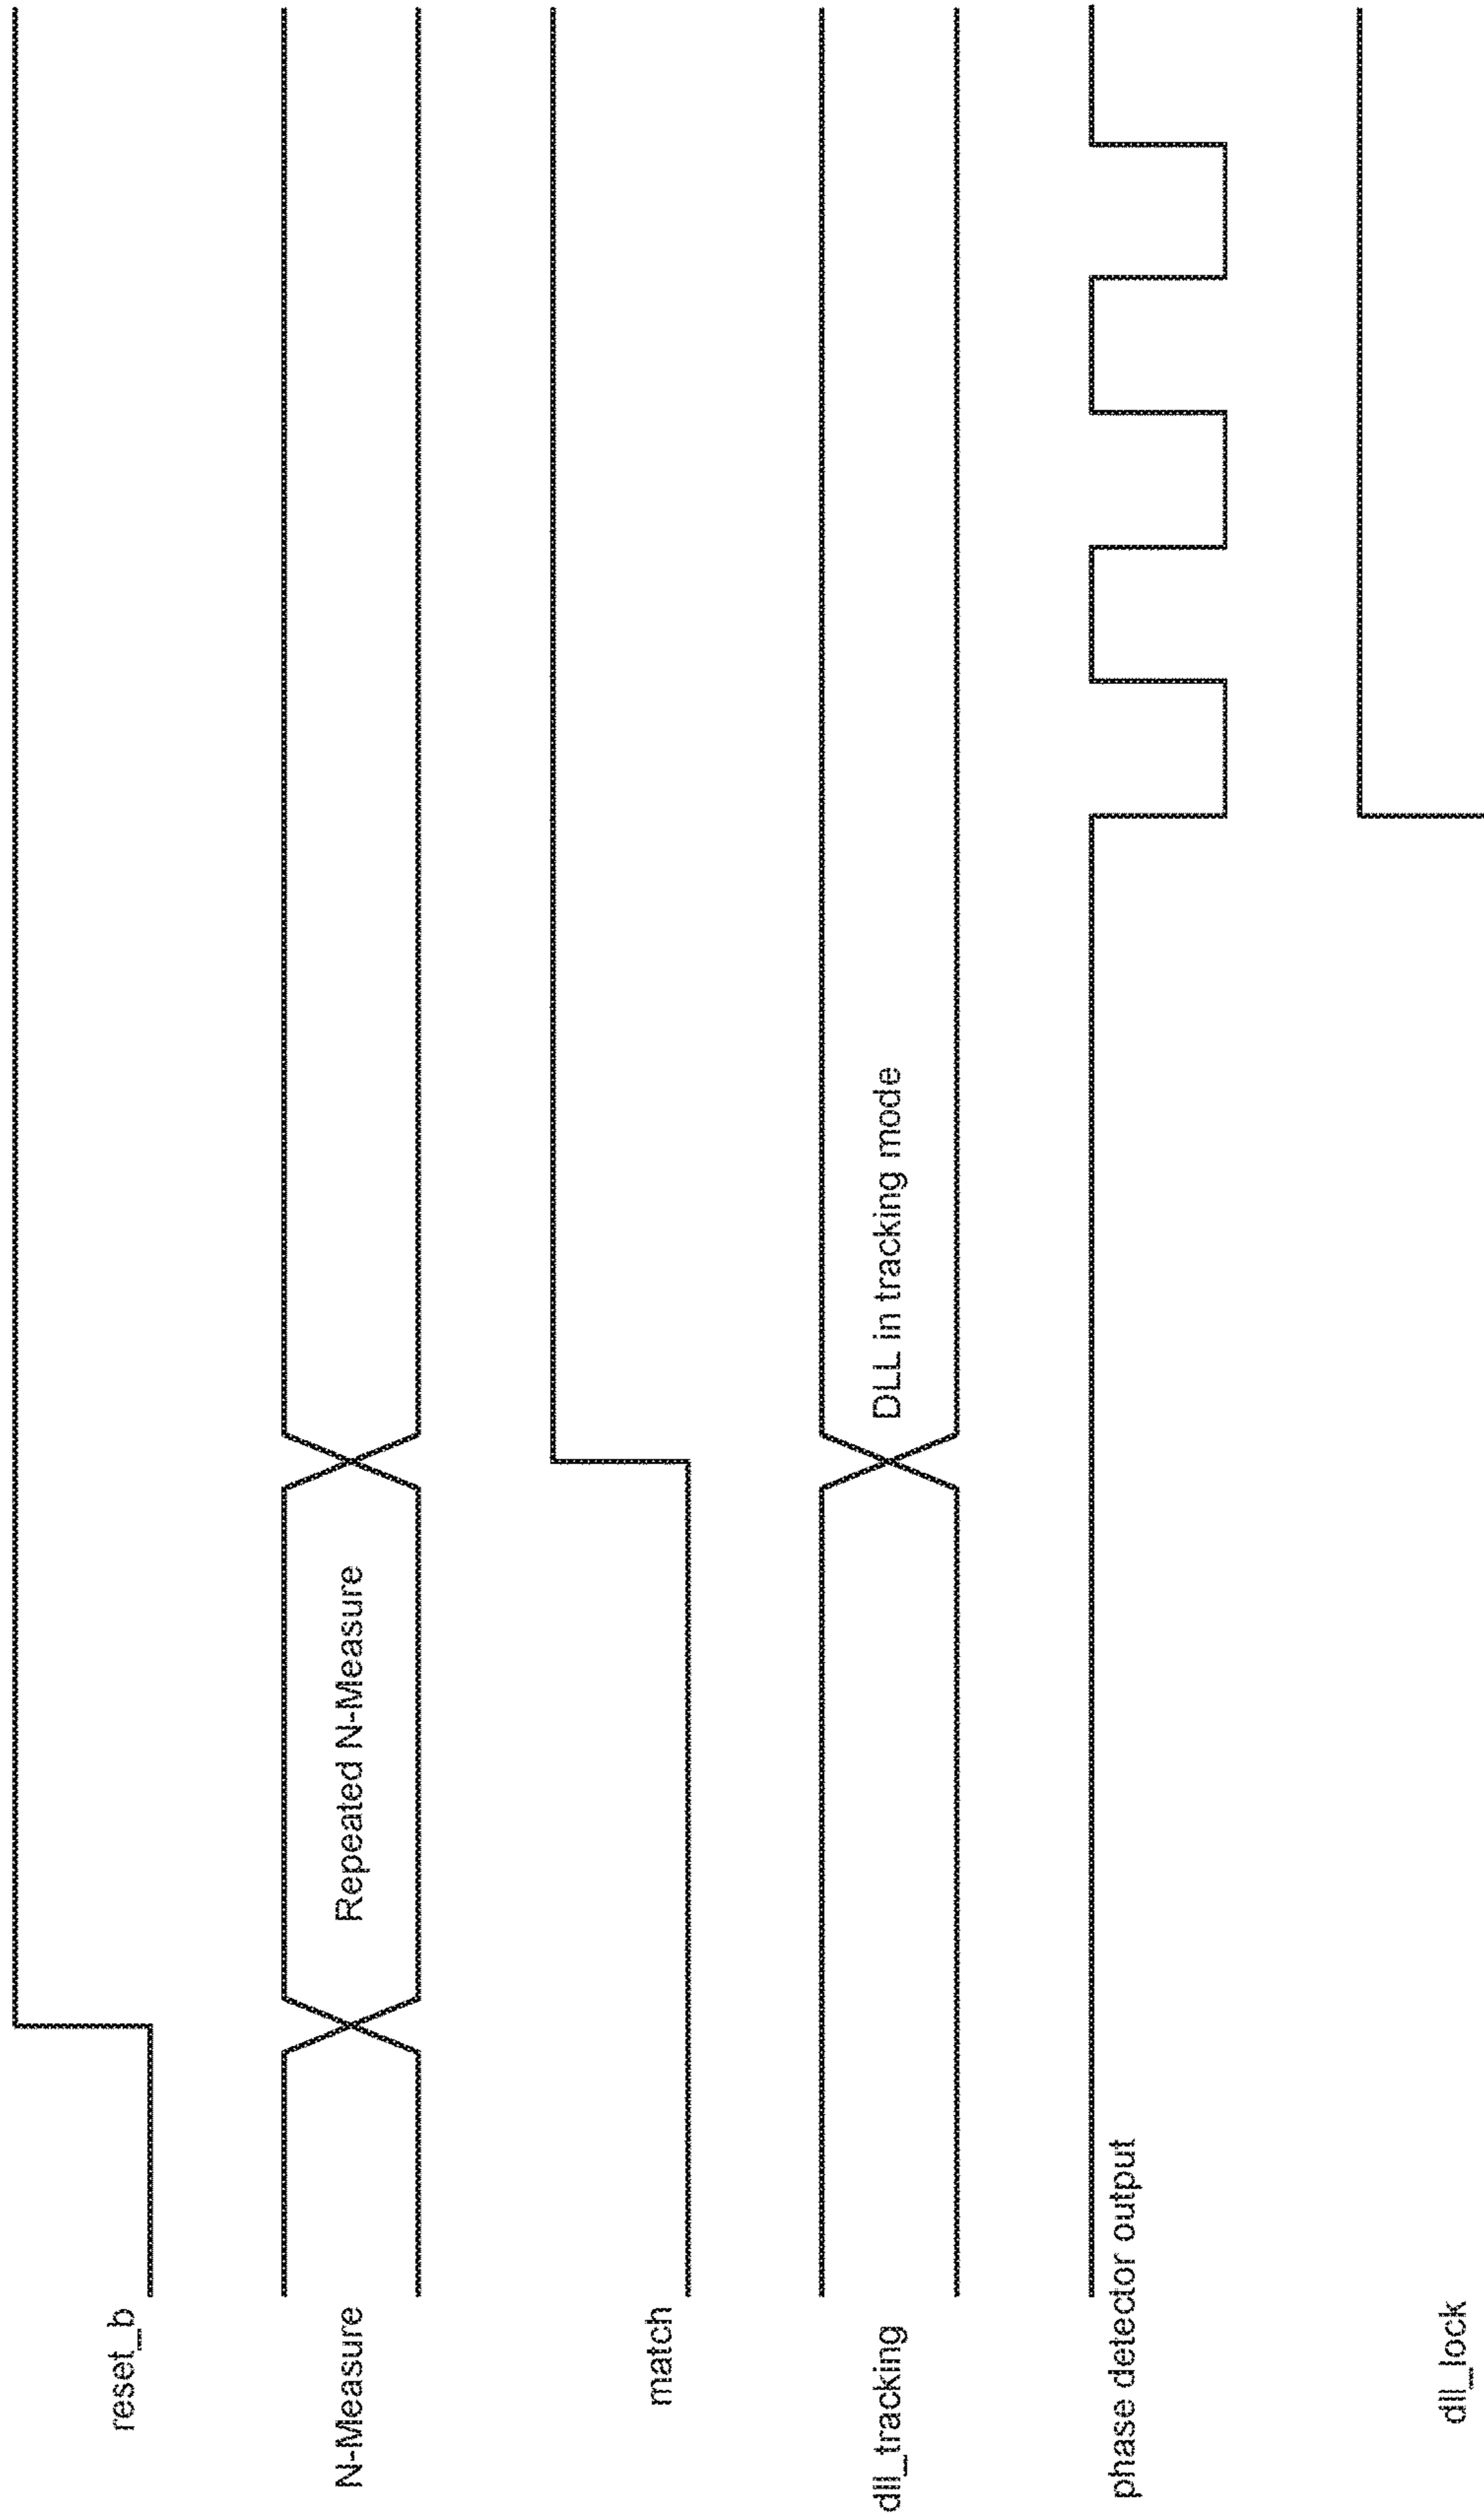 reset_b
N-Measure
Repeated N-Measure
match
dll_tracking
DLL in tracking mode
phase detector output
dll_lock